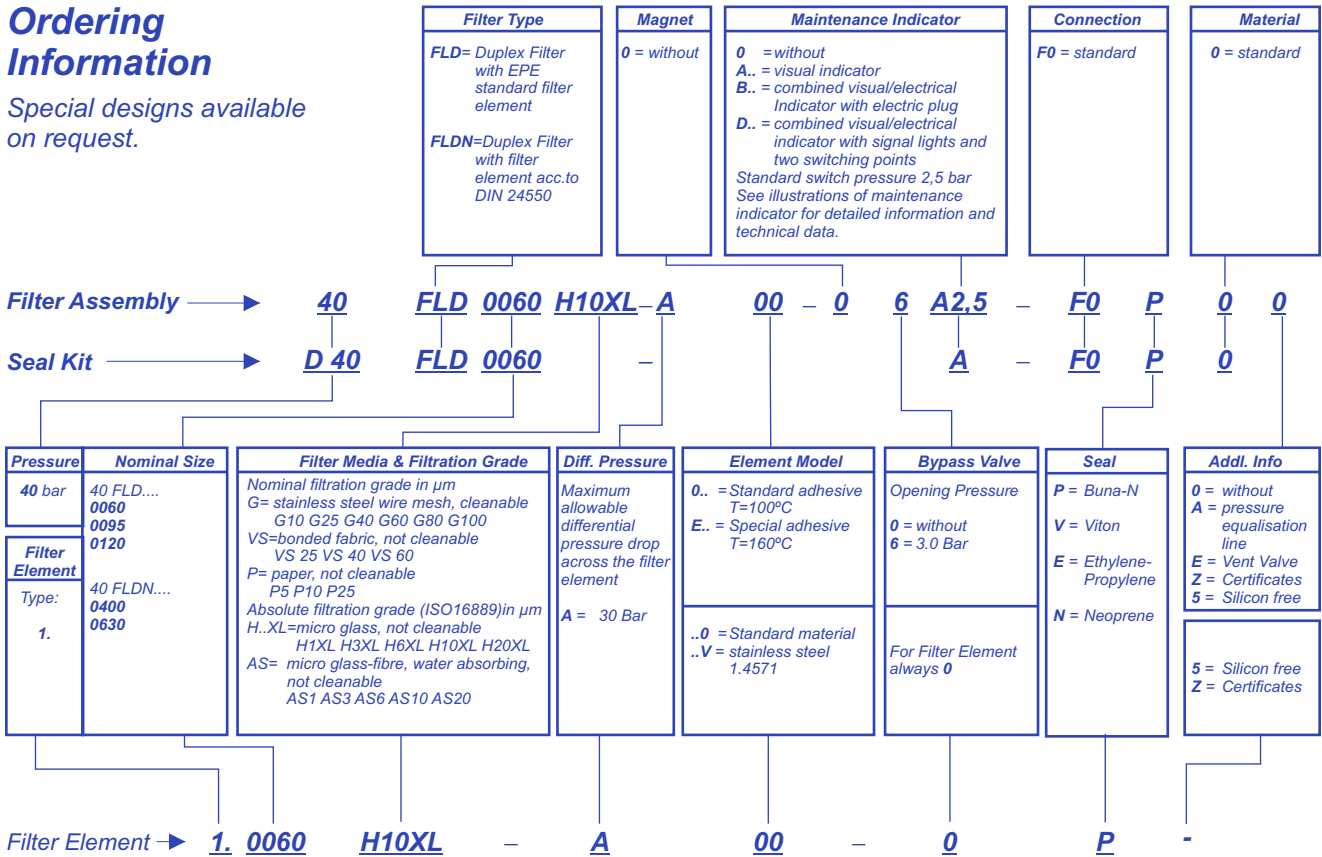 Ordering
Information
Special designs available
on request.
Filter Type
FLD= Duplex Filter
with EPE
standard filter
element
FLDN=Duplex Filter
with filter
element acc.to
DIN 24550
Magnet
0 = without
Maintenance Indicator
0 =without
A.. = visual indicator
B.. = combined visual/electrical
Indicator with electric plug
D.. = combined visual/electrical
indicator with signal lights and
two switching points
Standard switch pressure 2,5 bar
See illustrations of maintenance
indicator for detailed information and
technical data.
Connection
F0 = standard
Material
0 = standard
Filter Assembly 40 FLD 0060 H10XL – A 00 – 0 6 A2,5 – F0 P 0 0
Seal Kit D 40 FLD 0060 – A – F0 P 0
Pressure
40 bar
Filter
Element
Type:
1.
Nominal Size
40 FLD....
0060
0095
0120
40 FLDN....
0400
0630
Filter Media & Filtration Grade
Nominal filtration grade in µm
G= stainless steel wire mesh, cleanable
G10 G25 G40 G60 G80 G100
VS=bonded fabric, not cleanable
VS 25 VS 40 VS 60
P= paper, not cleanable
P5 P10 P25
Absolute filtration grade (ISO16889)in µm
H..XL=micro glass, not cleanable
H1XL H3XL H6XL H10XL H20XL
AS= micro glass-fibre, water absorbing,
not cleanable
AS1 AS3 AS6 AS10 AS20
Diff. Pressure
Maximum
allowable
differential
pressure drop
across the filter
element
A = 30 Bar
Element Model
0.. =Standard adhesive
T=100ºC
E.. = Special adhesive
T=160ºC
..0 =Standard material
..V = stainless steel
1.4571
Bypass Valve
Opening Pressure
0 = without
6 = 3.0 Bar
For Filter Element
always 0
Seal
P = Buna-N
V = Viton
E = Ethylene-
Propylene
N = Neoprene
Addl. Info
0 = without
A = pressure
equalisation
line
E = Vent Valve
Z = Certificates
5 = Silicon free
5 = Silicon free
Z = Certificates
Filter Element 1. 0060 H10XL – A 00 – 0 P -